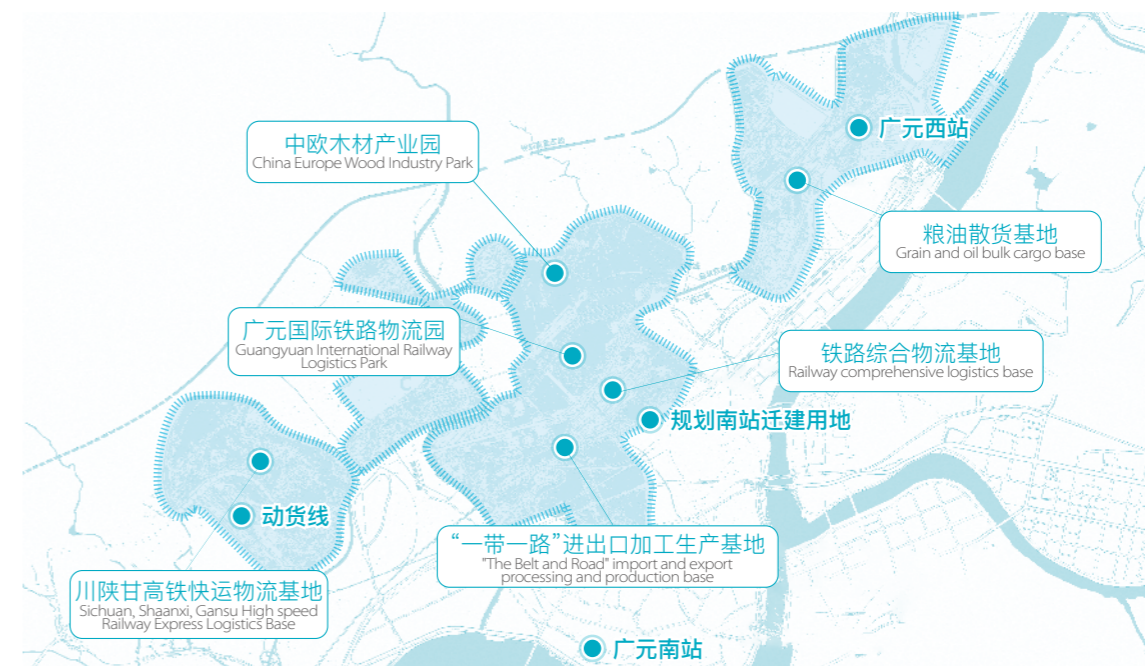 广元西站
中欧木材产业园
China Europe Wood Industry Park
粮油散货基地
Grain and oil bulk cargo base
广元国际铁路物流园
Guangyuan International Railway
Logistics Park
铁路综合物流基地
Railway comprehensive logistics base
规划南站迁建用地
动货线
“一带一路”进出口加工生产基地
"The Belt and Road" import and export
processing and production base
川陕甘高铁快运物流基地
Sichuan, Shaanxi, Gansu High speed
Railway Express Logistics Base
广元南站